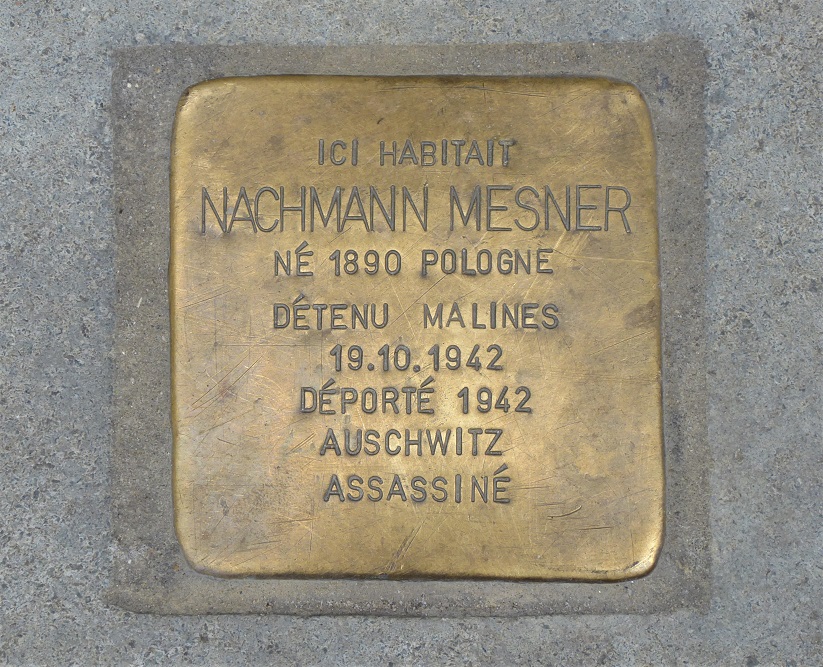 ICI HABITAIT
NACHMANN MESNER
NÉ 1890 POLOGNE
DÉTENU MALINES
19.10.1942
DÉPORTÉ 1942
AUSCHWITZ
ASSASSINÉ